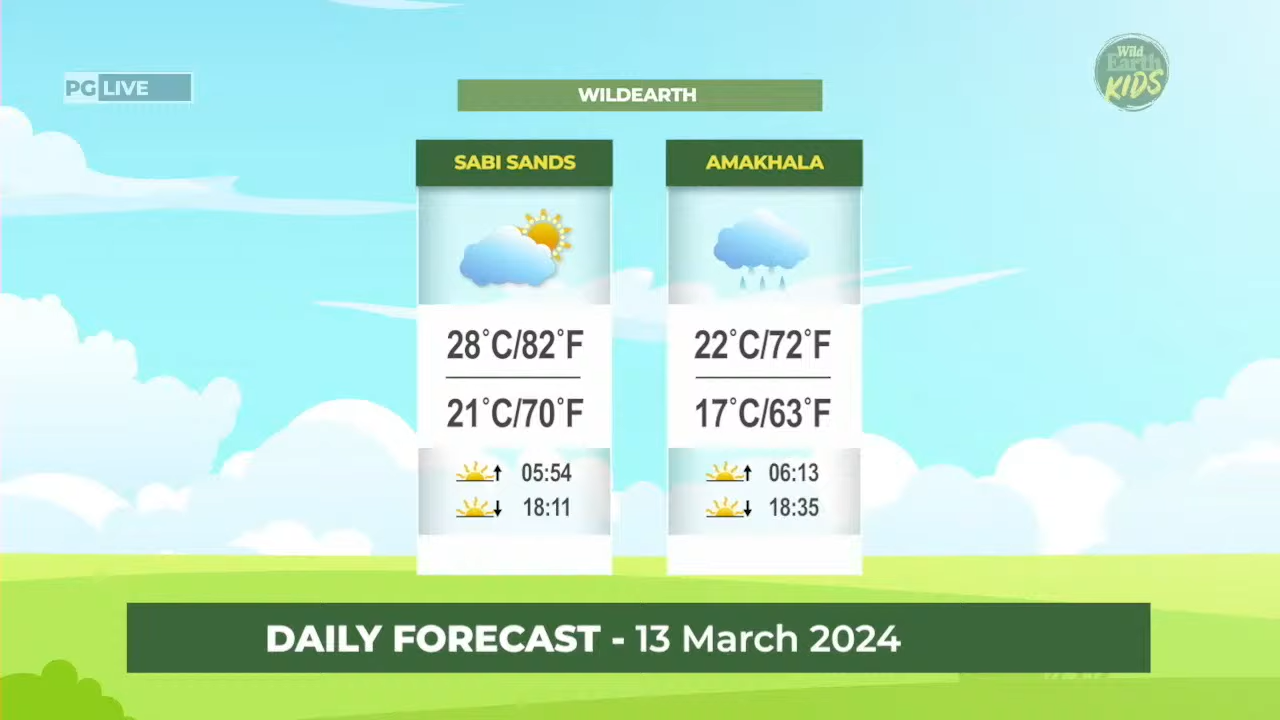 PG LIVE
Wild
Earth
KIDS
WILDEARTH
SABI SANDS
28°C/82°F
21°C/70°F
05:54
18:11
AMAKHALA
22°C/72°F
17°C/63°F
06:13
18:35
DAILY FORECAST - 13 March 2024